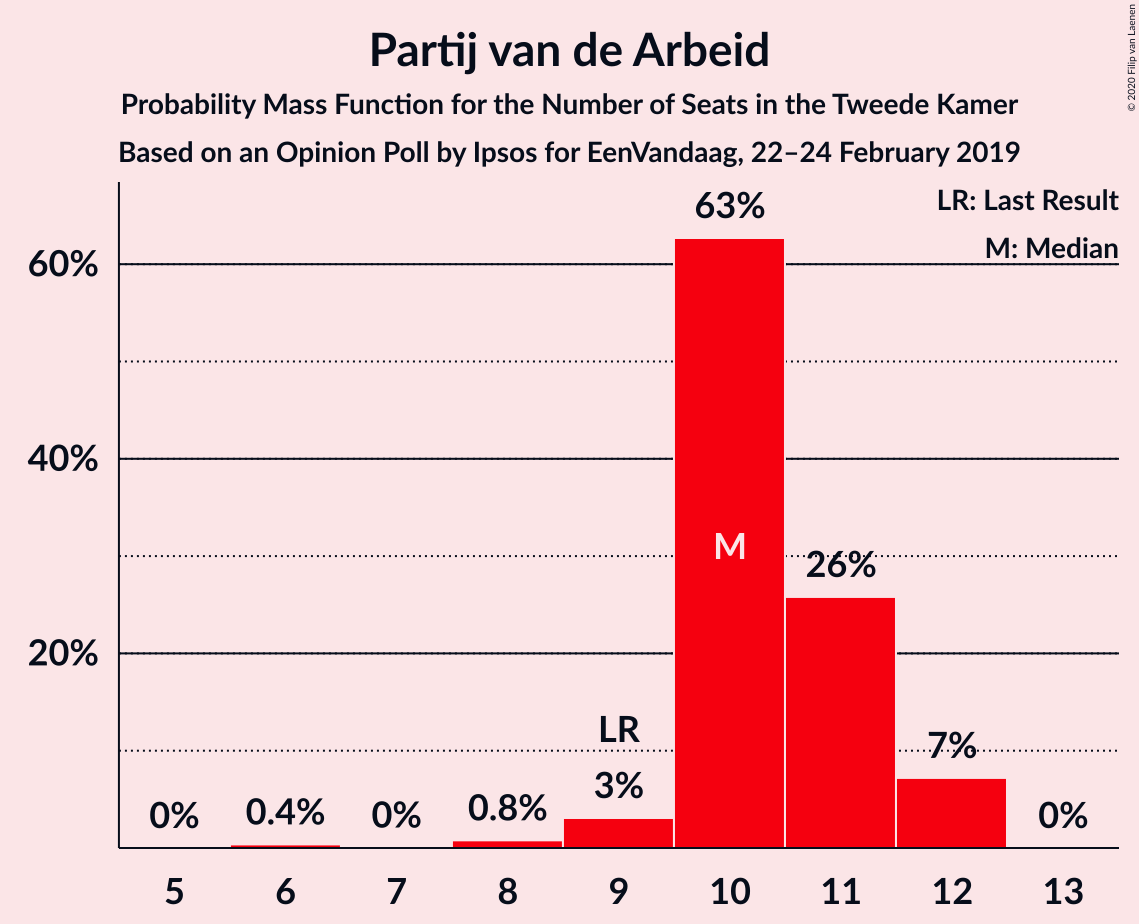 Partij van de Arbeid
Probability Mass Function for the Number of Seats in the Tweede Kamer
Based on an Opinion Poll by Ipsos for EenVandaag, 22–24 February 2019
© 2020 Filip van Laenen
LR: Last Result
M: Median
63%
60%
40%
M
26%
20%
LR
7%
3%
0%
0.4%
0%
0.8%
0%
5 6 7 8 9 10 11 12 13